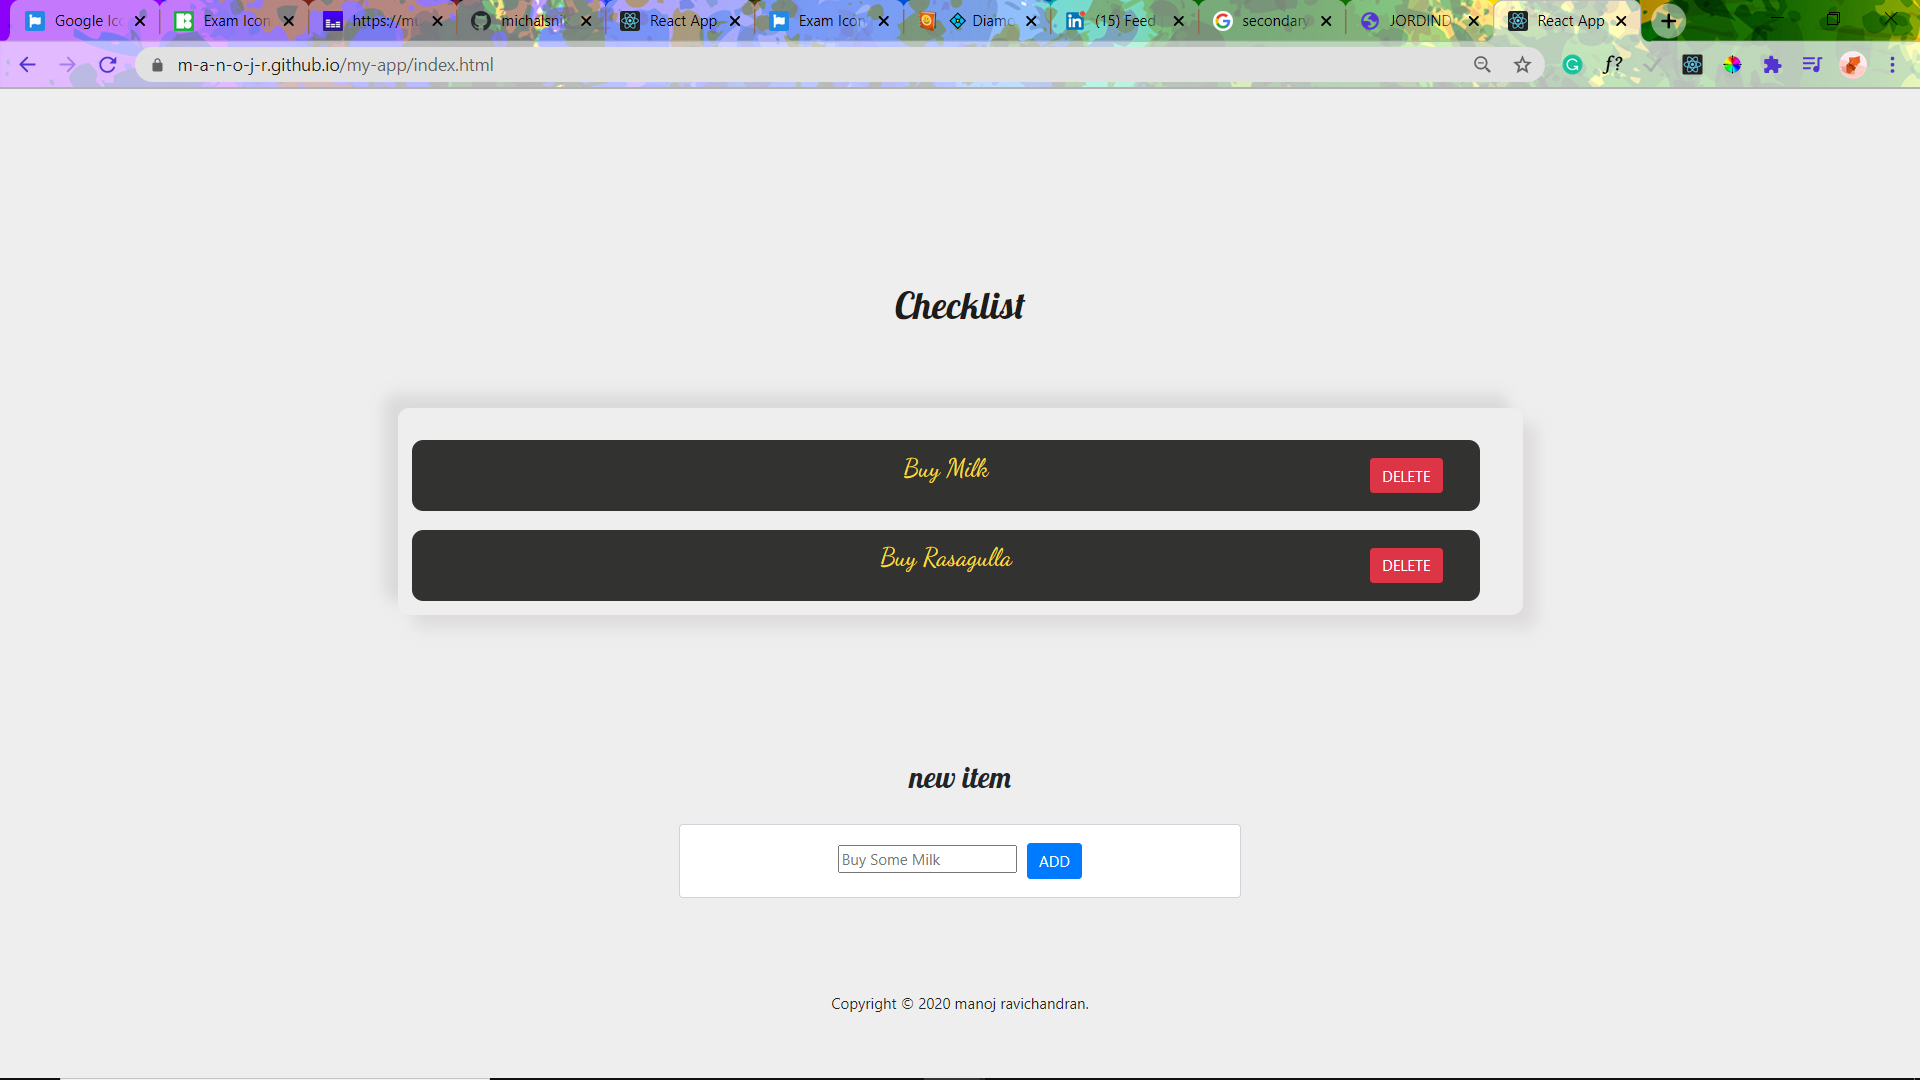 Google Ic
Exam Icon
https://mu
michalsni
React App
Exam Icon
Diamo
(15) Feed
secondary
JORDIND
React App
m-a-n-o-j-r.github.io/my-app/index.html
f?
Checklist
Buy Milk
DELETE
Buy Rasagulla
DELETE
new item
Buy Some Milk
ADD
Copyright © 2020 manoj ravichandran.